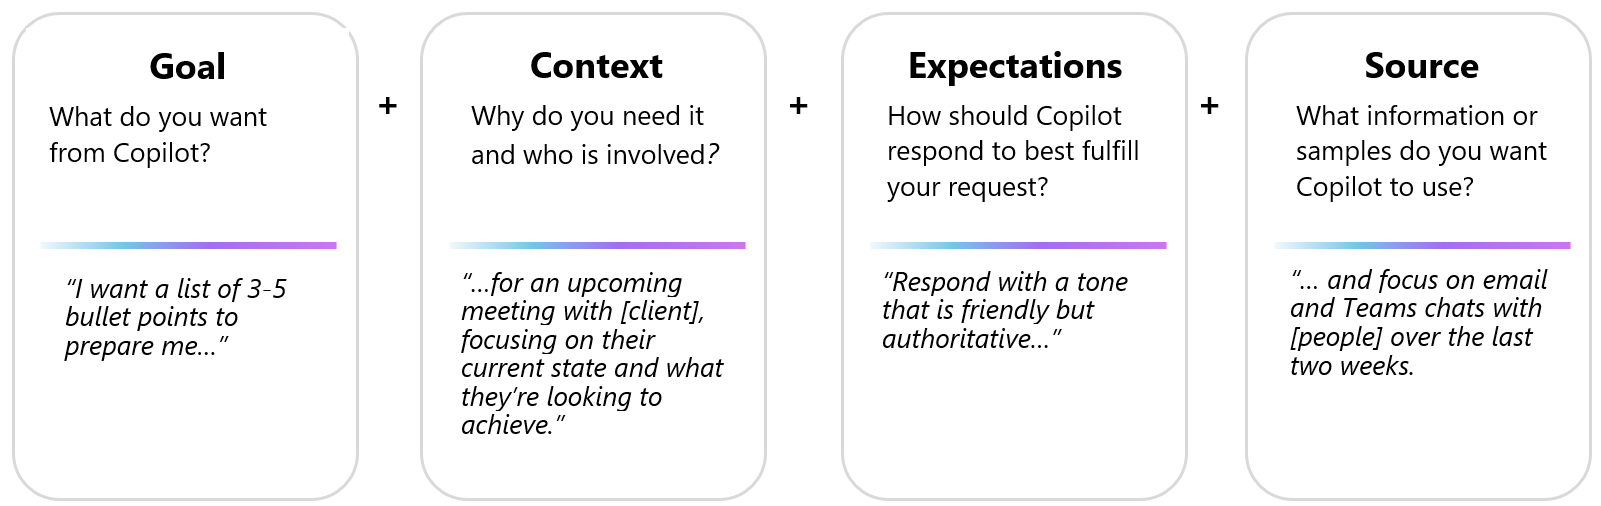 Goal
What do you want
from Copilot?
“I want a list of 3-5
bullet points to
prepare me...”
+
Context
Why do you need it
and who is involved?
“...for an upcoming
meeting with [client],
focusing on their
current state and what
they’re looking to
achieve.”
+
Expectations
How should Copilot
respond to best fulfill
your request?
“Respond with a tone
that is friendly but
authoritative...”
+
Source
What information or
samples do you want
Copilot to use?
“... and focus on email
and Teams chats with
[people] over the last
two weeks.